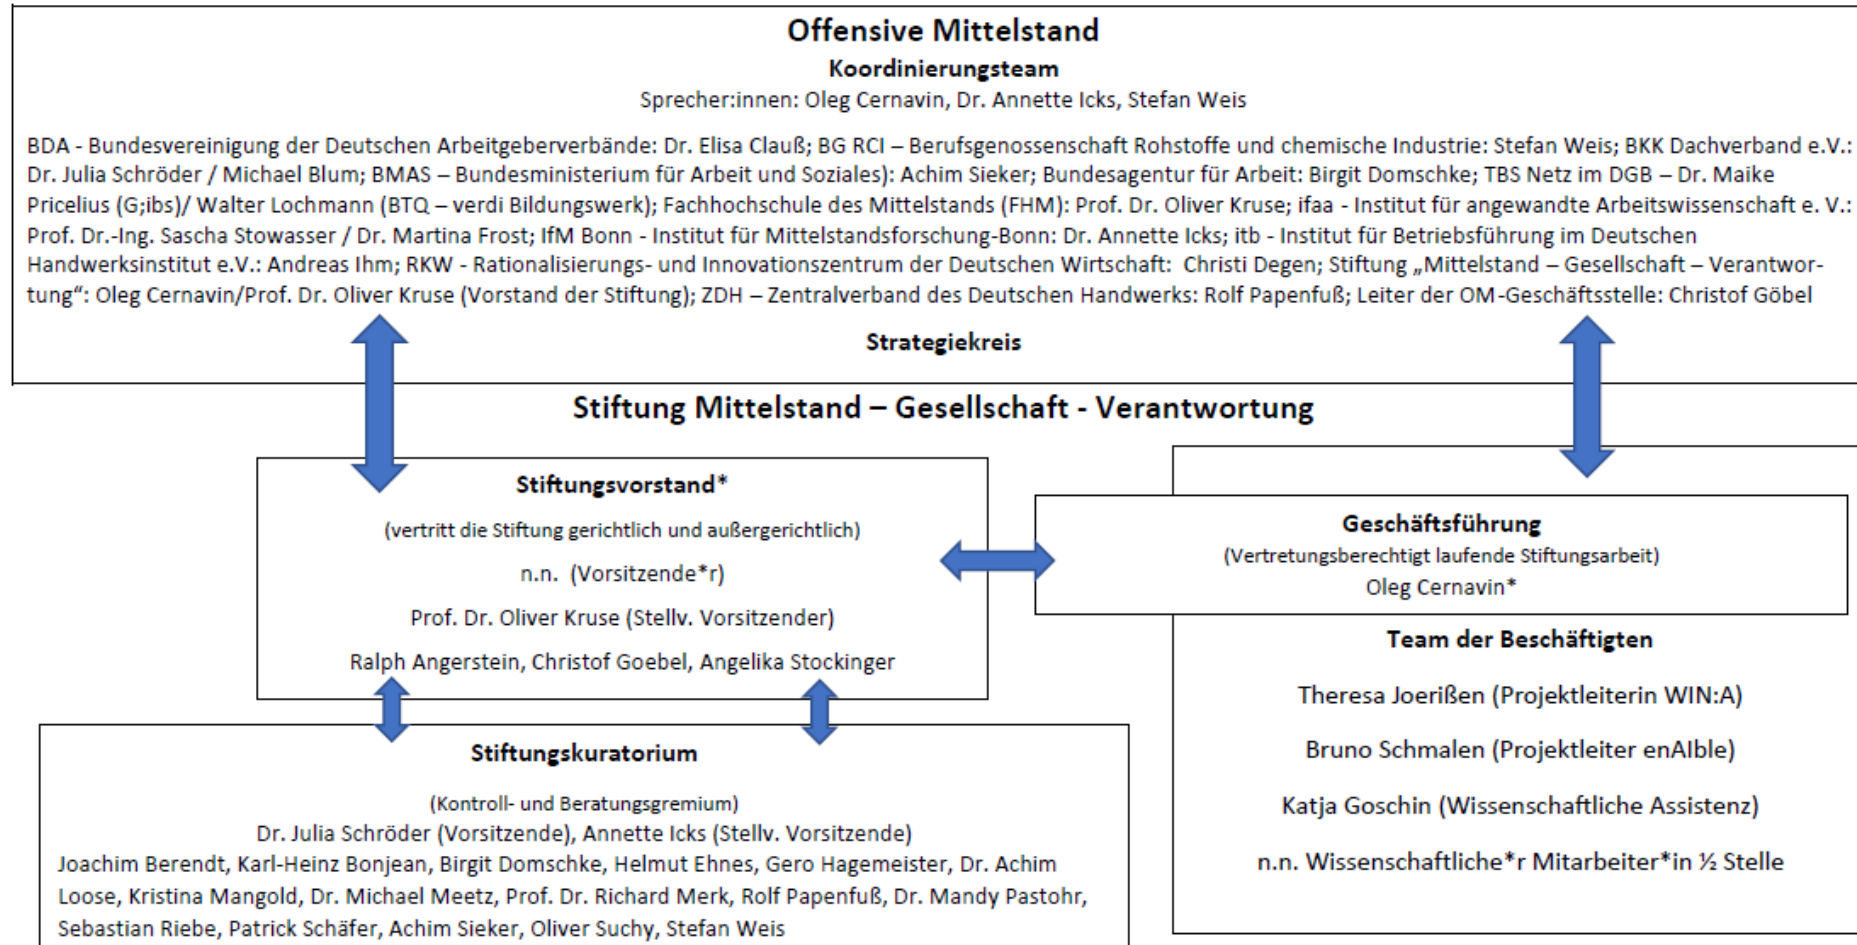 Offensive Mittelstand
Koordinierungsteam
Sprecher:innen: Oleg Cernavin, Dr. Annette Icks, Stefan Weis
BDA - Bundesvereinigung der Deutschen Arbeitgeberverbände: Dr. Elisa Clauß; BG RCI – Berufsgenossenschaft Rohstoffe und chemische Industrie: Stefan Weis; BKK Dachverband e.V.:
Dr. Julia Schröder / Michael Blum; BMAS – Bundesministerium für Arbeit und Soziales): Achim Sieker; Bundesagentur für Arbeit: Birgit Domschke; TBS Netz im DGB – Dr. Maike
Pricelius (G;ibs)/ Walter Lochmann (BTQ – verdi Bildungswerk); Fachhochschule des Mittelstands (FHM): Prof. Dr. Oliver Kruse; ifaa - Institut für angewandte Arbeitswissenschaft e. V.:
Prof. Dr.-Ing. Sascha Stowasser / Dr. Martina Frost; IfM Bonn - Institut für Mittelstandsforschung-Bonn: Dr. Annette Icks; itb - Institut für Betriebsführung im Deutschen
Handwerksinstitut e.V.: Andreas Ihm; RKW - Rationalisierungs- und Innovationszentrum der Deutschen Wirtschaft: Christi Degen; Stiftung „Mittelstand – Gesellschaft – Verantwor-
tung“: Oleg Cernavin/Prof. Dr. Oliver Kruse (Vorstand der Stiftung); ZDH – Zentralverband des Deutschen Handwerks: Rolf Papenfuß; Leiter der OM-Geschäftsstelle: Christof Göbel
Strategiekreis
Stiftung Mittelstand – Gesellschaft - Verantwortung
Stiftungsvorstand*
(vertritt die Stiftung gerichtlich und außergerichtlich)
n.n. (Vorsitzende*r)
Prof. Dr. Oliver Kruse (Stellv. Vorsitzender)
Ralph Angerstein, Christof Goebel, Angelika Stockinger
Geschäftsführung
(Vertretungsberechtigt laufende Stiftungsarbeit)
Oleg Cernavin*
Team der Beschäftigten
Theresa Joerißen (Projektleiterin WIN:A)
Bruno Schmalen (Projektleiter enAIble)
Katja Goschin (Wissenschaftliche Assistenz)
n.n. Wissenschaftliche*r Mitarbeiter*in ½ Stelle
Stiftungskuratorium
(Kontroll- und Beratungsgremium)
Dr. Julia Schröder (Vorsitzende), Annette Icks (Stellv. Vorsitzende)
Joachim Berendt, Karl-Heinz Bonjean, Birgit Domschke, Helmut Ehnes, Gero Hagemeister, Dr. Achim
Loose, Kristina Mangold, Dr. Michael Meetz, Prof. Dr. Richard Merk, Rolf Papenfuß, Dr. Mandy Pastohr,
Sebastian Riebe, Patrick Schäfer, Achim Sieker, Oliver Suchy, Stefan Weis